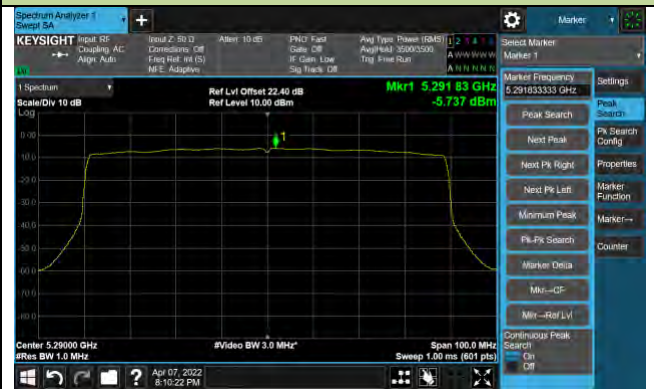 Spectrum Analyzer 1
Swept SA
Marker
KEYSIGHT Input: RF Input Z: 50 Ω Atten: 10 dB PNO: Fast Avg Type: Power (RMS) 1 2 3 4 5 6
Coupling: AC Corrections: Off Gate: Off Avg|Hold: 3500/3500 A W W W W W
Align: Auto Freq Ref: Int (S) IF Gain: Low Trig: Free Run
NFE: Adaptive Sig Track: Off A N N N N N
Select Marker
Marker 1
1 Spectrum
Scale/Div 10 dB
Log
Ref Lvl Offset 22.40 dB
Ref Level 10.00 dBm
Mkr1 5.291 83 GHz
-5.737 dBm
1
0.00
-10.0
-20.0
-30.0
-40.0
-50.0
-60.0
-70.0
-80.0
Center 5.29000 GHz
#Res BW 1.0 MHz
#Video BW 3.0 MHz*
Span 100.0 MHz
Sweep 1.00 ms (601 pts)
Marker Frequency
5.291833333 GHz
Peak Search
Next Peak
Next Pk Right
Next Pk Left
Minimum Peak
Pk-Pk Search
Marker Delta
Mkr→CF
Mkr→Ref Lvl
Continuous Peak
Search
On
Off
Settings
Peak
Search
Pk Search
Config
Properties
Marker
Function
Marker→
Counter
?
Apr 07, 2022
8:10:22 PM